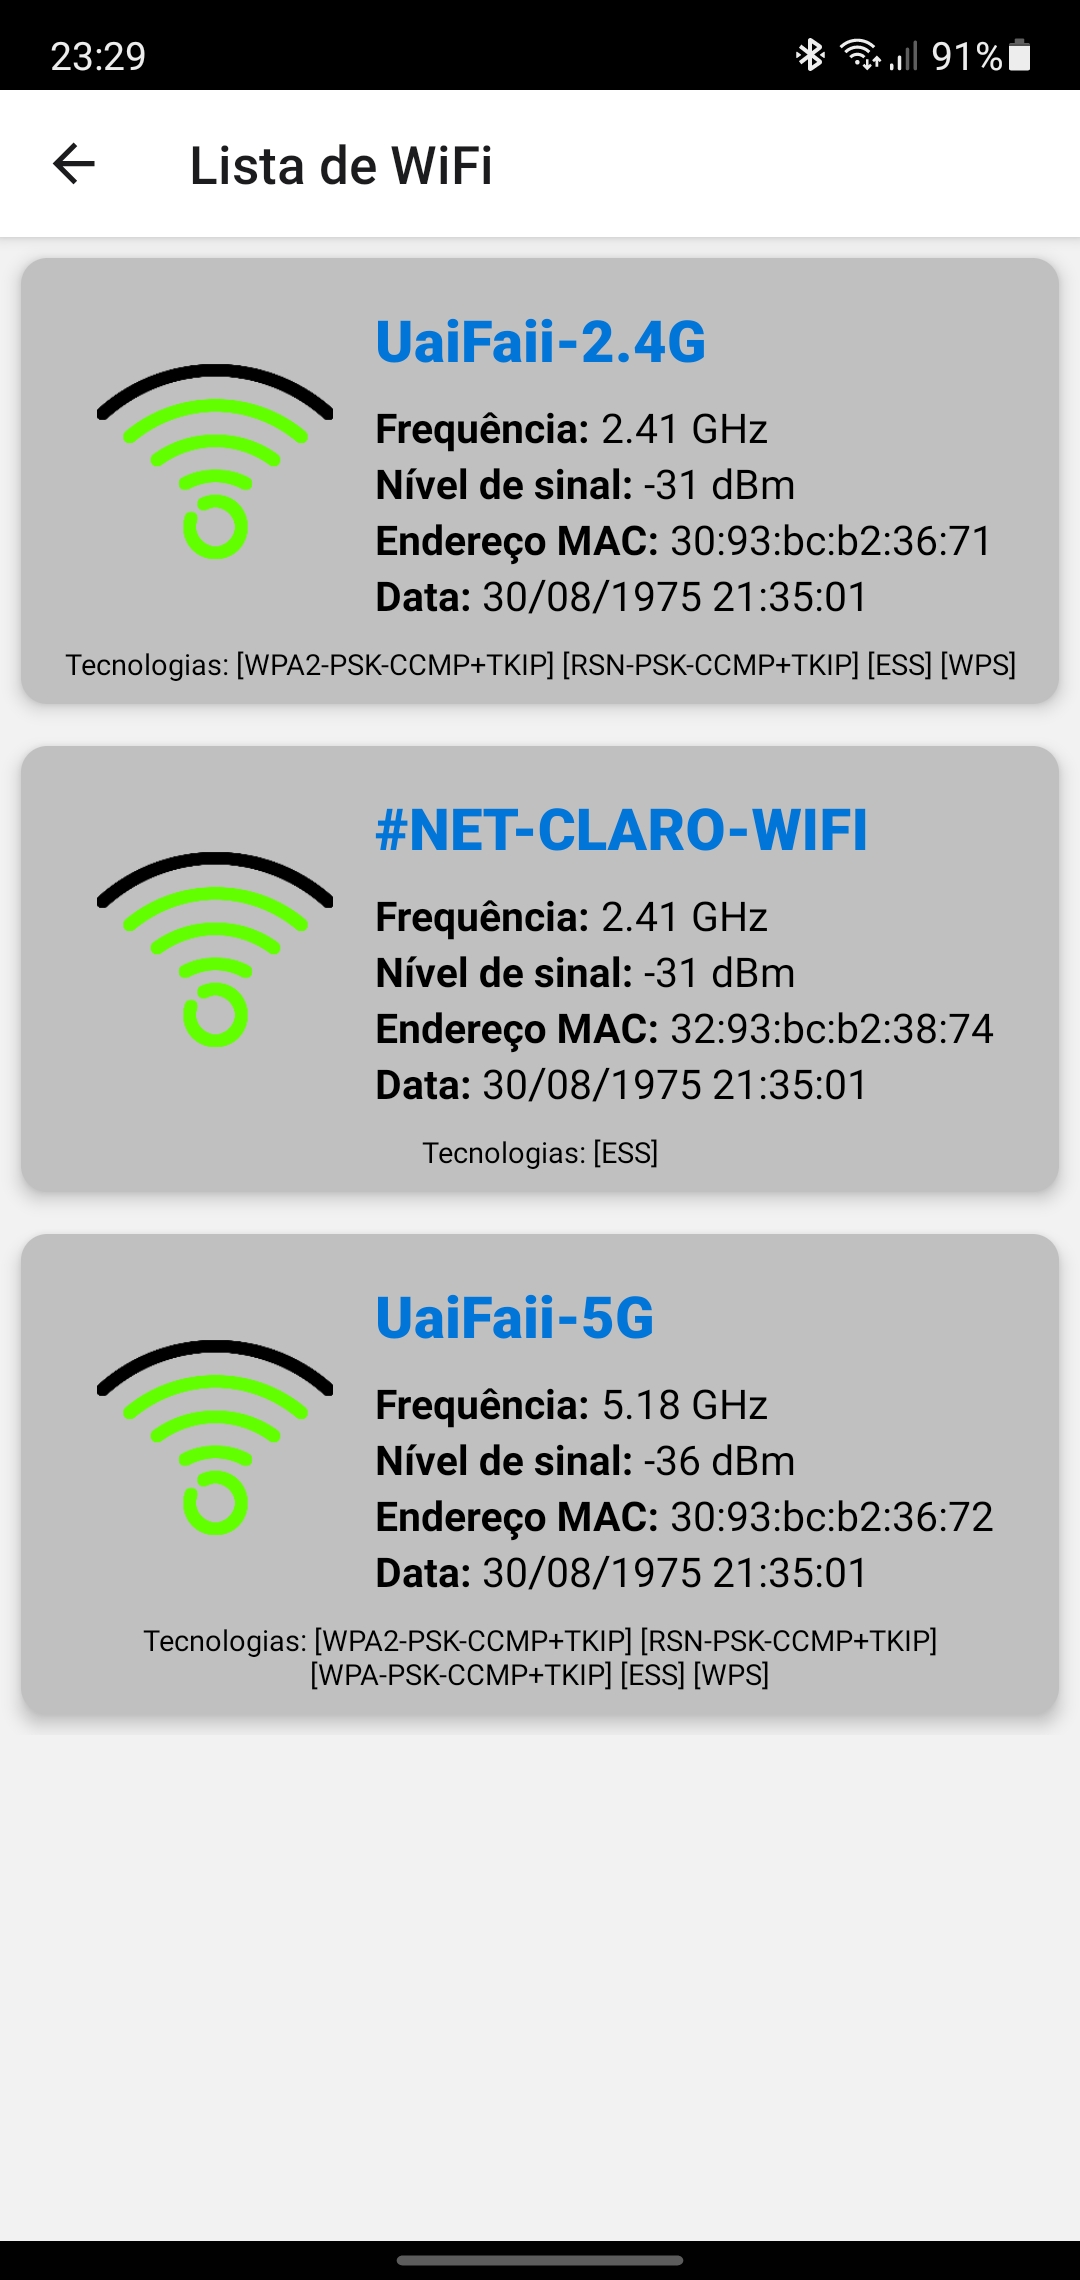 23:29 91%
Lista de WiFi
UaiFaii-2.4G
Frequência: 2.41 GHz
Nível de sinal: -31 dBm
Endereço MAC: 30:93:bc:b2:36:71
Data: 30/08/1975 21:35:01
Tecnologias: [WPA2-PSK-CCMP+TKIP] [RSN-PSK-CCMP+TKIP] [ESS] [WPS]
#NET-CLARO-WIFI
Frequência: 2.41 GHz
Nível de sinal: -31 dBm
Endereço MAC: 32:93:bc:b2:38:74
Data: 30/08/1975 21:35:01
Tecnologias: [ESS]
UaiFaii-5G
Frequência: 5.18 GHz
Nível de sinal: -36 dBm
Endereço MAC: 30:93:bc:b2:36:72
Data: 30/08/1975 21:35:01
Tecnologias: [WPA2-PSK-CCMP+TKIP] [RSN-PSK-CCMP+TKIP]
[WPA-PSK-CCMP+TKIP] [ESS] [WPS]